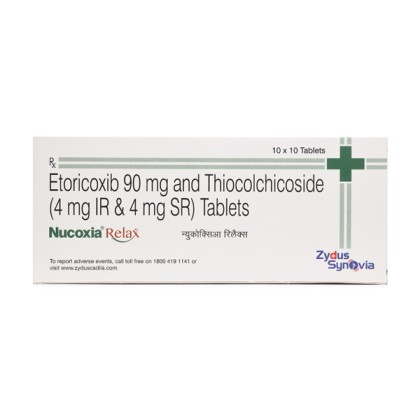 10 x 10 Tablets
Rx
Etoricoxib 90 mg and Thiocolchicoside
(4 mg IR & 4 mg SR) Tablets
Nucoxia® Relax न्युकोक्सिआ रिलैक्स
Zydus
Synovia
To report adverse events, call toll free on 1800 419 1141 or
visit www.zyduscadila.com